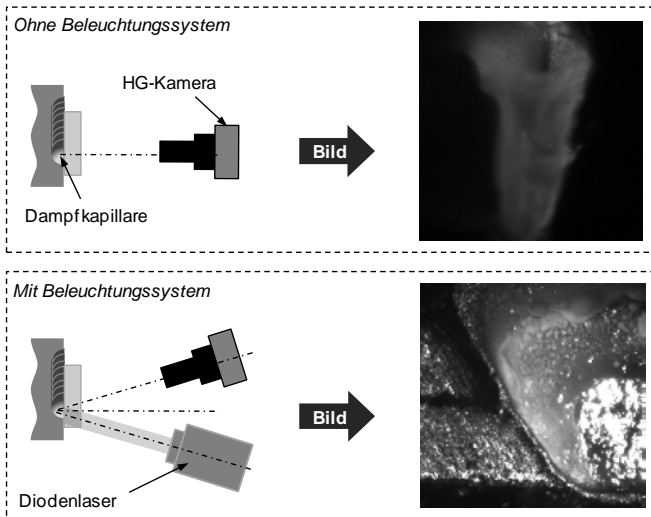 Ohne Beleuchtungssystem
HG-Kamera
Bild
Dampfkapillare
Mit Beleuchtungssystem
Bild
Diodenlaser